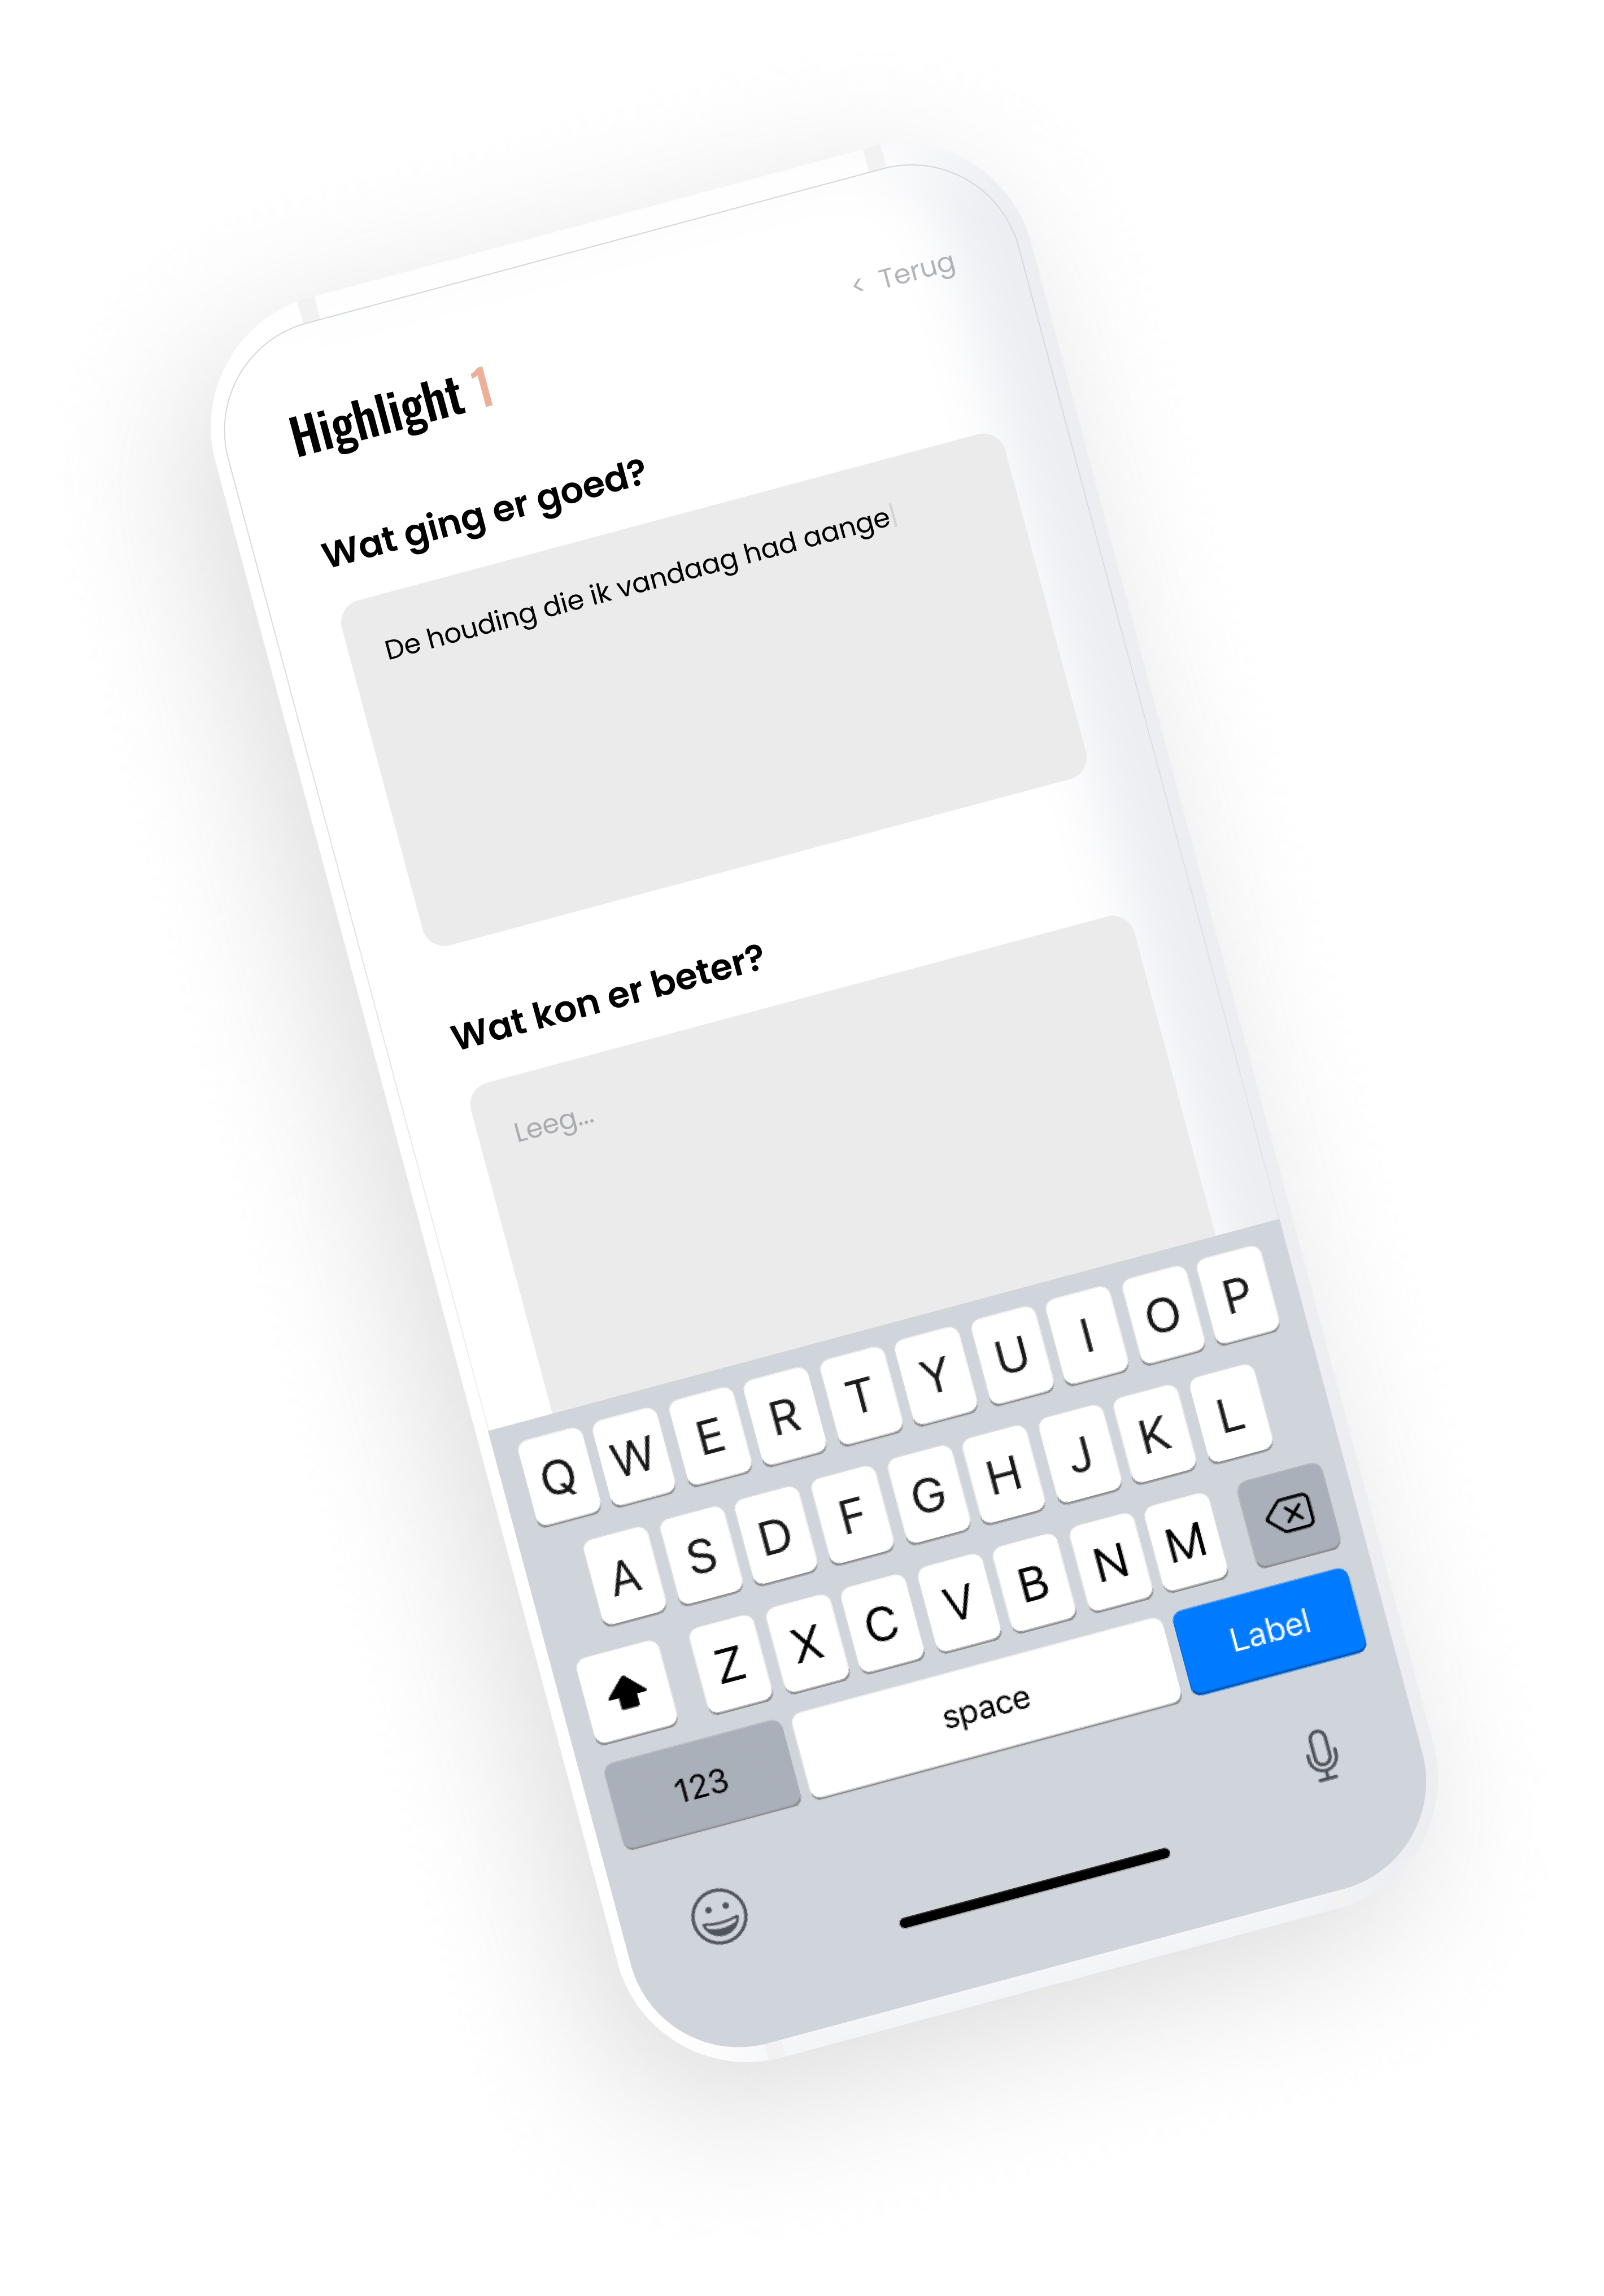 ‹ Terug
Highlight 1
Wat ging er goed?
De houding die ik vandaag had aange
Wat kon er beter?
Leeg...
Q W E R T Y U I O P
A S D F G H J K L
Z X C V B N M
123 space Label